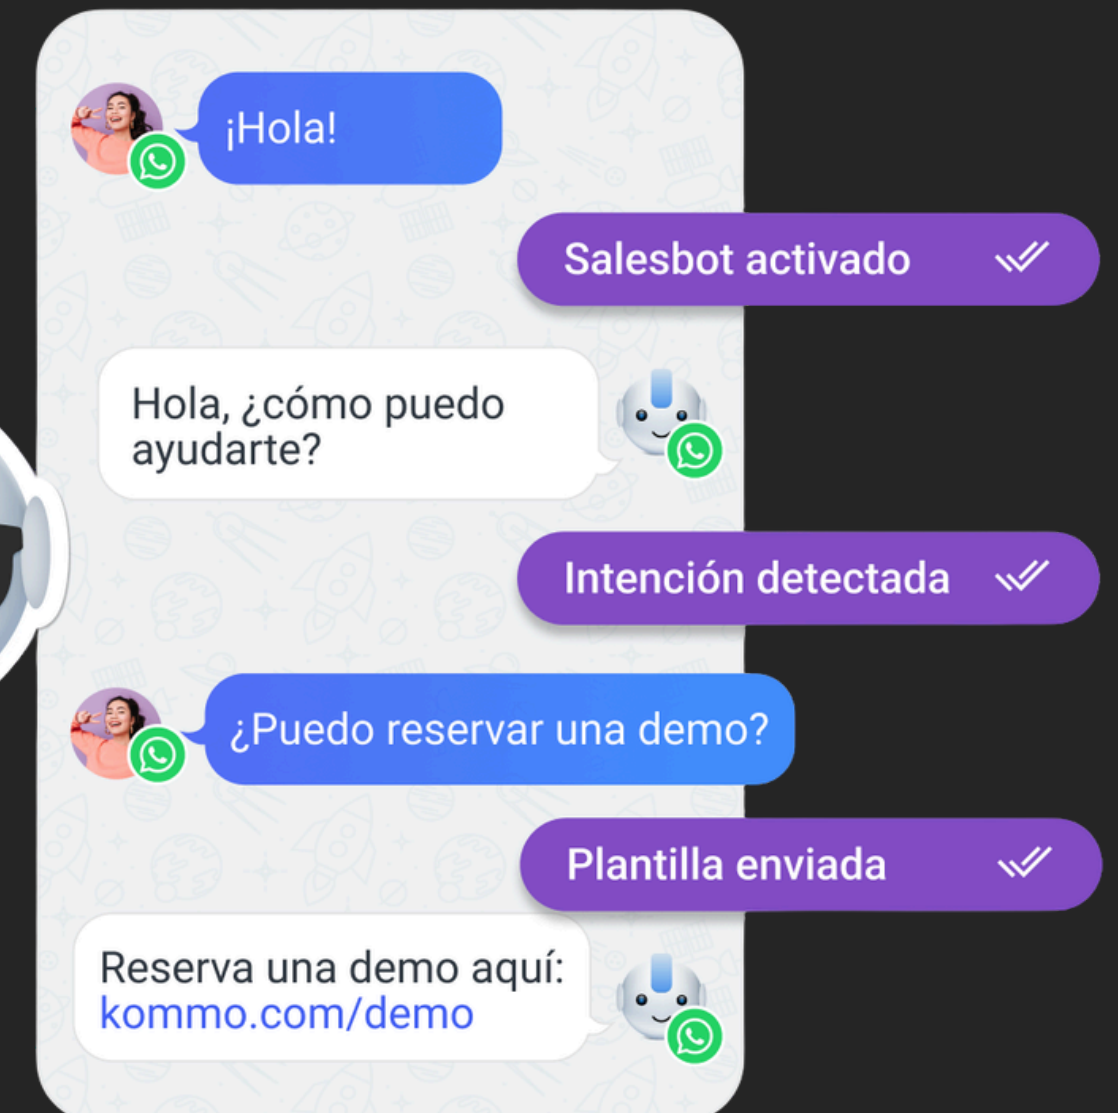 ¡Hola!
Salesbot activado
Hola, ¿cómo puedo
ayudarte?
Intención detectada
¿Puedo reservar una demo?
Plantilla enviada
Reserva una demo aquí:
kommo.com/demo